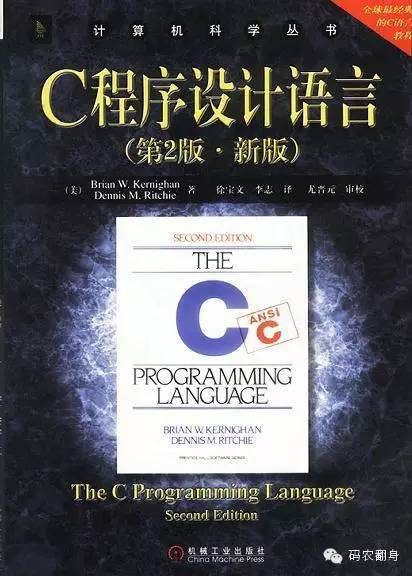 计算机科学丛书
全球最经典
的C语言
教程
C程序设计语言
(第2版·新版)
(美) Brian W. Kernighan
Dennis M. Ritchie 著 徐宝文 李志 译 尤晋元 审校
SECOND EDITION
THE
C
ANSI
C
PROGRAMMING
LANGUAGE
BRIAN W. KERNIGHAN
DENNIS M. RITCHIE
PRENTICE HALL SOFTWARE SERIES
The C Programming Language
Second Edition
机械工业出版社
China Machine Press
码农翻身